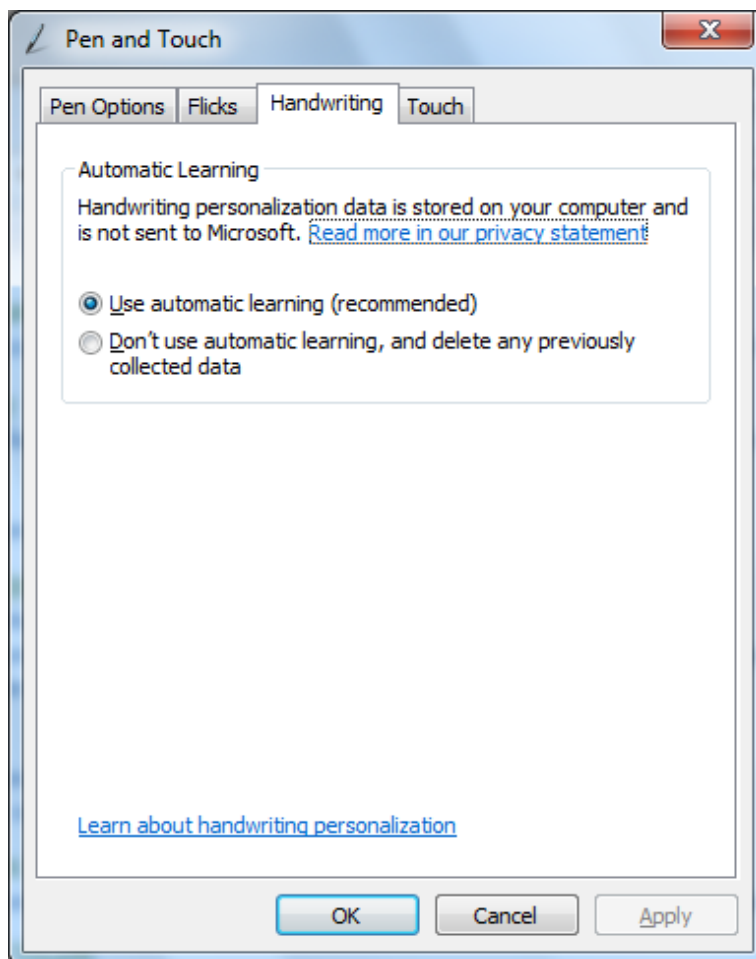 Pen and Touch
Pen Options Flicks Handwriting Touch
Automatic Learning
Handwriting personalization data is stored on your computer and
is not sent to Microsoft. Read more in our privacy statement
Use automatic learning (recommended)
Don't use automatic learning, and delete any previously
collected data
Learn about handwriting personalization
OK Cancel Apply